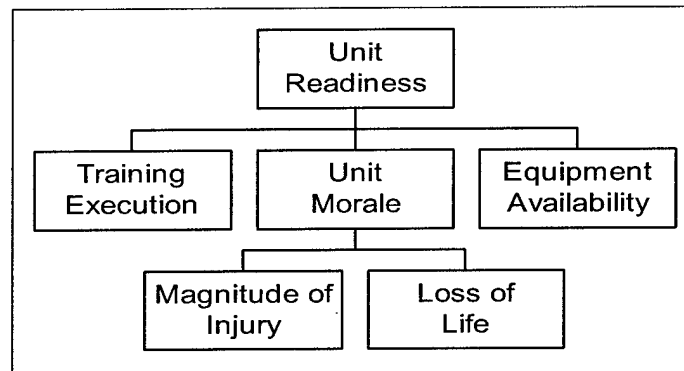 Unit
Readiness
Training
Execution
Unit
Morale
Equipment
Availability
Magnitude of
Injury
Loss of
Life